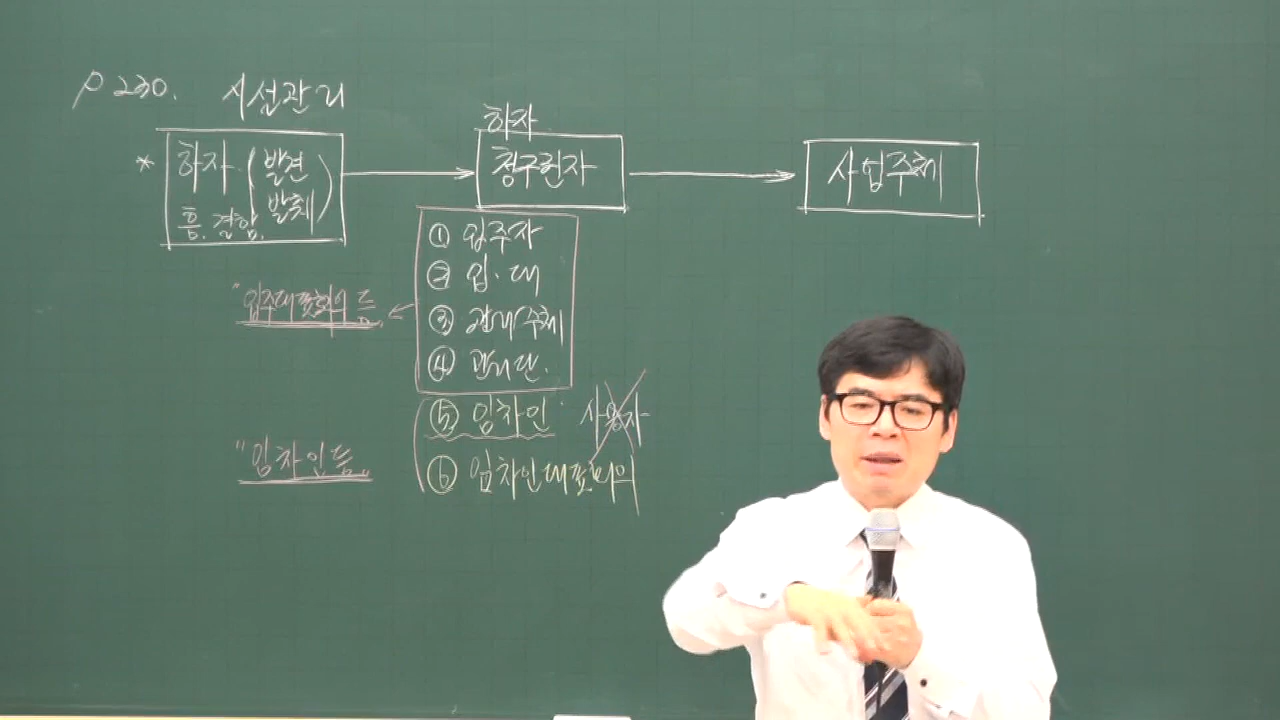 P 230. 시설관리
* 하자 (발견
발췌)
흠. 결함.
하자
청구권자
사업주체
① 입주자
② 입·대
③ 관리주체
④ 관리단.
"입주대표회의 등"
⑤ 임차인
사용자
⑥ 임차인대표회의
"임차인등"